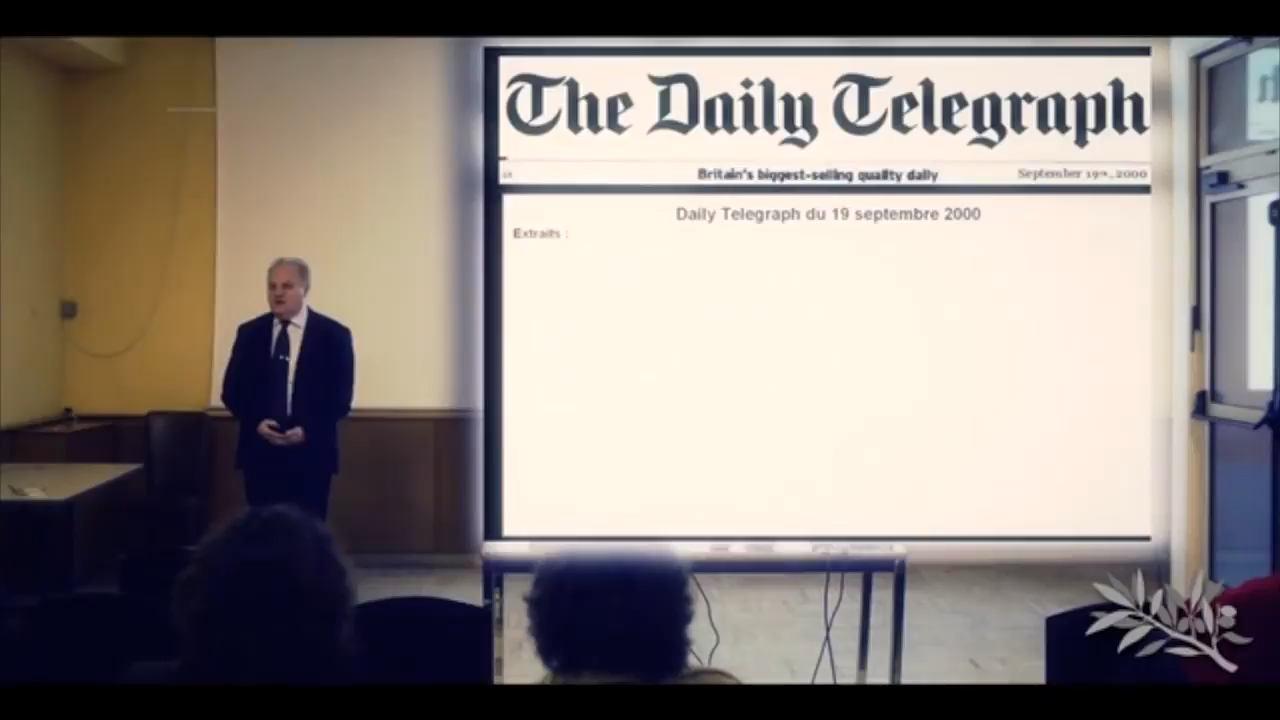 The Daily Telegraph
Britain's biggest-selling quality daily
September 19th, 2000
Daily Telegraph du 19 septembre 2000
Extraits :